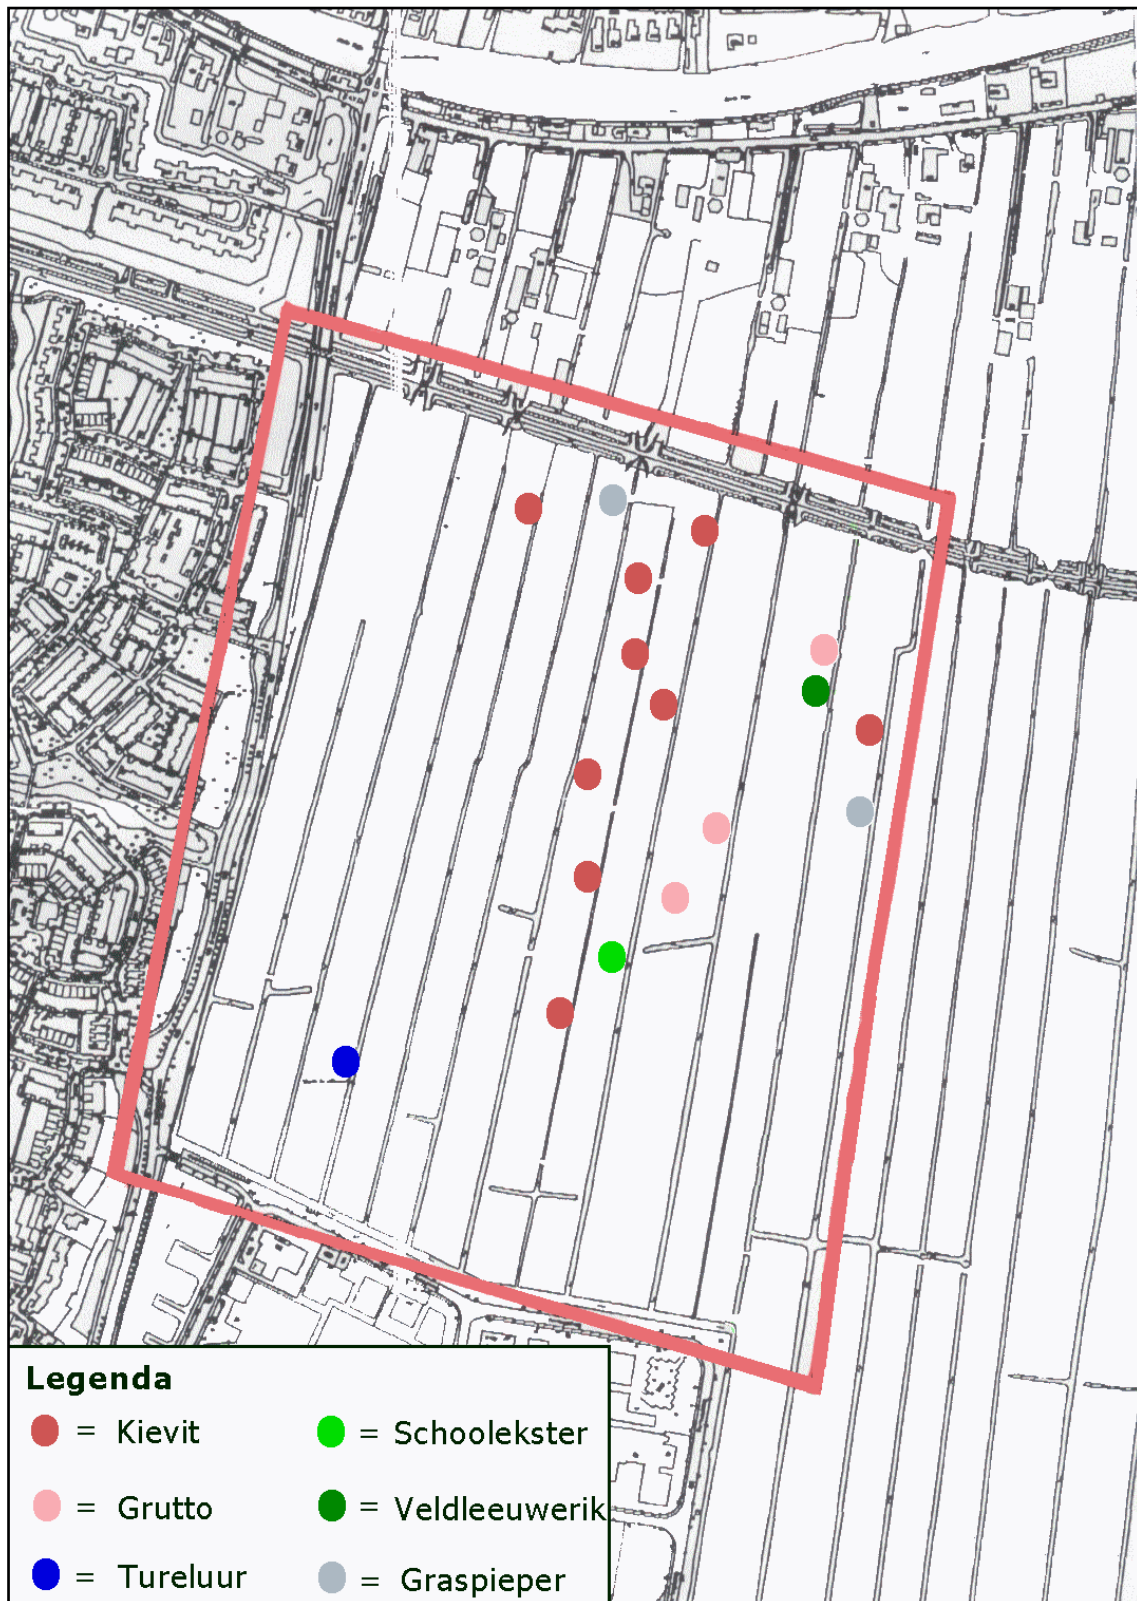 Legenda
= Kievit
= Schoolekster
= Grutto
= Veldleeuwerik
= Tureluur
= Graspieper